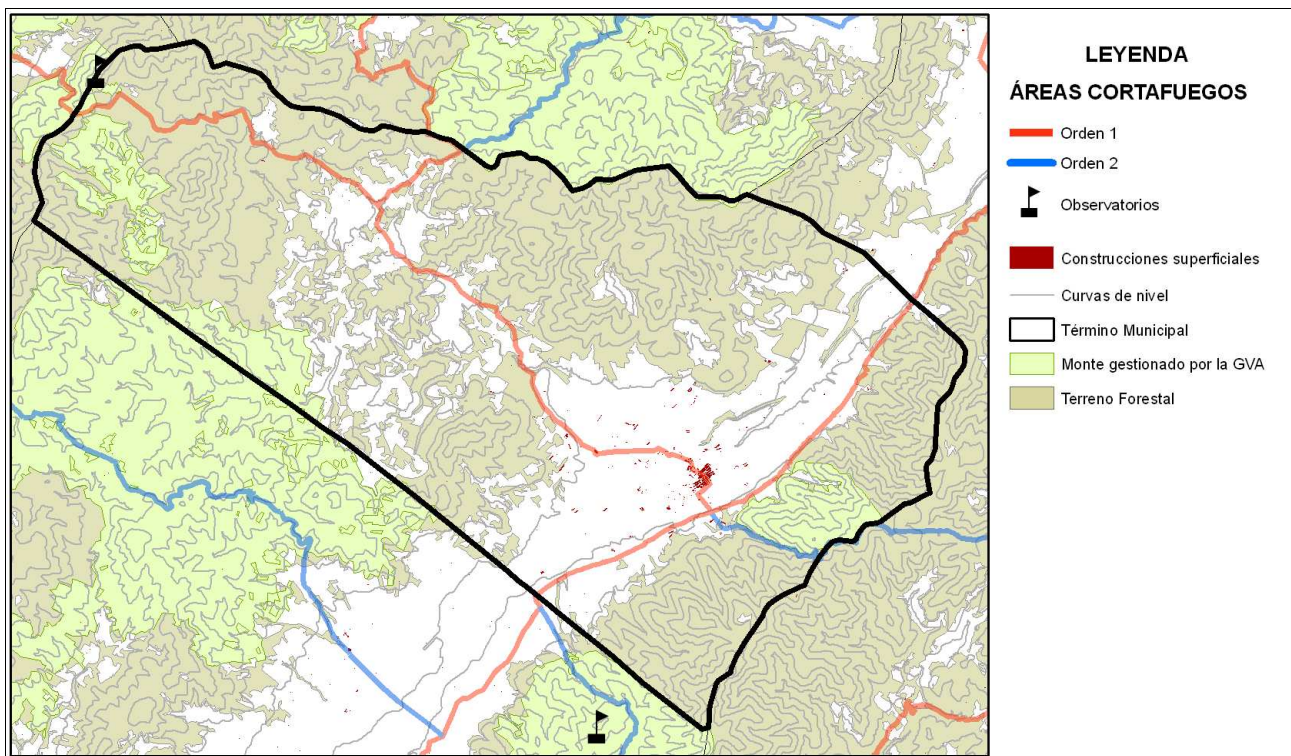 LEYENDA
ÁREAS CORTAFUEGOS
Orden 1
Orden 2
Observatorios
Construcciones superficiales
Curvas de nivel
Término Municipal
Monte gestionado por la GVA
Terreno Forestal